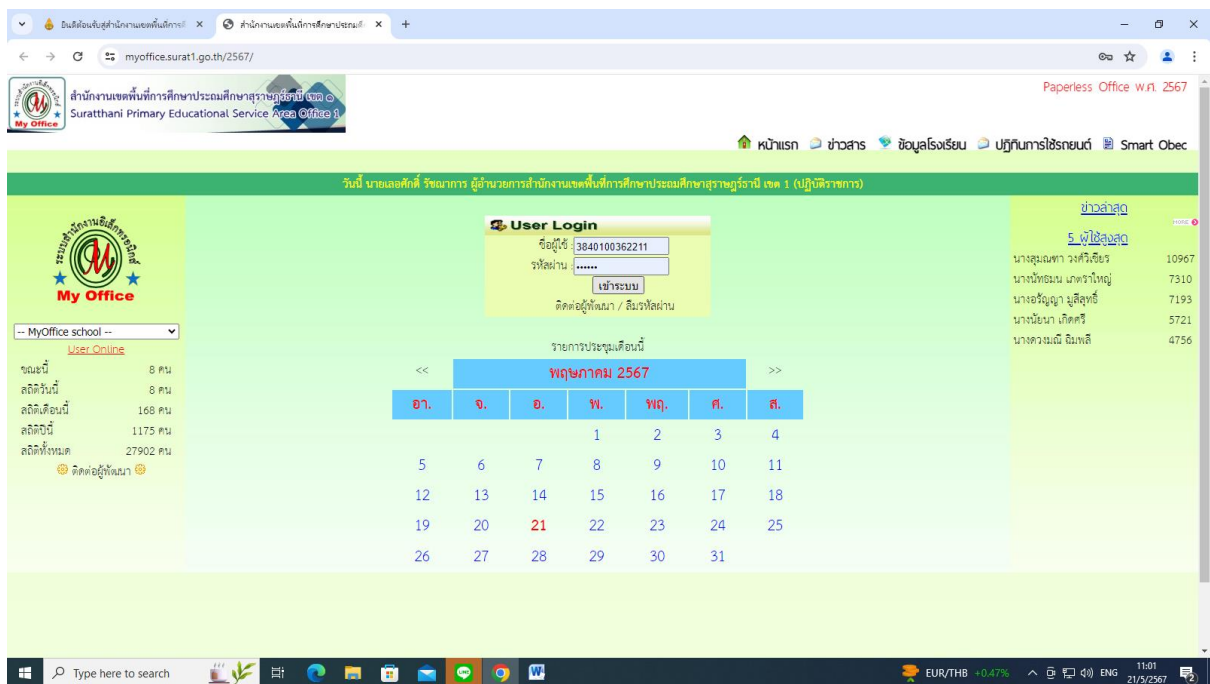 ยินดีต้อนรับสู่สำนักงานเขตพื้นที่การศึ
สำนักงานเขตพื้นที่การศึกษาประถมศึ
myoffice.surat1.go.th/2567/
สำนักงานเขตพื้นที่การศึกษาประถมศึกษาสุราษฎร์ธานี เขต ๑
Suratthani Primary Educational Service Area Office 1
My Office
Paperless Office พ.ศ. 2567
หน้าแรก ข่าวสาร ข้อมูลโรงเรียน ปฏิทินการใช้รถยนต์ Smart Obec
วันนี้ นายเลอศักดิ์ รัชณาการ ผู้อำนวยการสำนักงานเขตพื้นที่การศึกษาประถมศึกษาสุราษฎร์ธานี เขต 1 (ปฏิบัติราชการ)
ระบบสำนักงานอิเล็กทรอนิกส์
My Office
-- MyOffice school --
User Online
ขณะนี้ 8 คน
สถิติวันนี้ 8 คน
สถิติเดือนนี้ 168 คน
สถิติปีนี้ 1175 คน
สถิติทั้งหมด 27902 คน
ติดต่อผู้พัฒนา
User Login
ชื่อผู้ใช้ : 3840100362211
รหัสผ่าน : ••••••
เข้าระบบ
ติดต่อผู้พัฒนา / ลืมรหัสผ่าน
รายการประชุมเดือนนี้
<< พฤษภาคม 2567 >>
อา. จ. อ. พ. พฤ. ศ. ส.
1 2 3 4
5 6 7 8 9 10 11
12 13 14 15 16 17 18
19 20 21 22 23 24 25
26 27 28 29 30 31
ข่าวล่าสุด
HOME
5 ผู้ใช้สูงสุด
นางสุมณฑา วงศ์วิเชียร 10967
นางนัทธมน เภตราใหญ่ 7310
นางอรัญญา มูสีสุทธิ์ 7193
นางนัยนา เกิดศรี 5721
นางดวงมณี ฉิมพลี 4756
Type here to search
EUR/THB +0.47%
ENG
11:01
21/5/2567